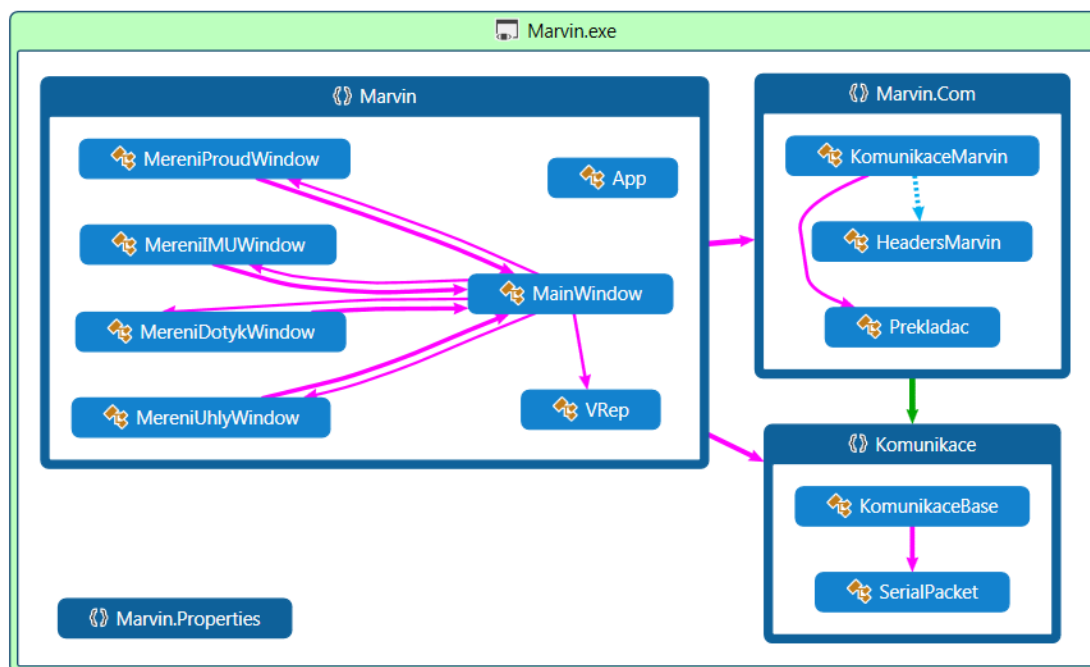 Marvin.exe
Marvin
MereniProudWindow
App
MereniIMUWindow
MainWindow
MereniDotykWindow
MereniUhlyWindow
VRep
Marvin.Com
KomunikaceMarvin
HeadersMarvin
Prekladac
Komunikace
KomunikaceBase
SerialPacket
Marvin.Properties